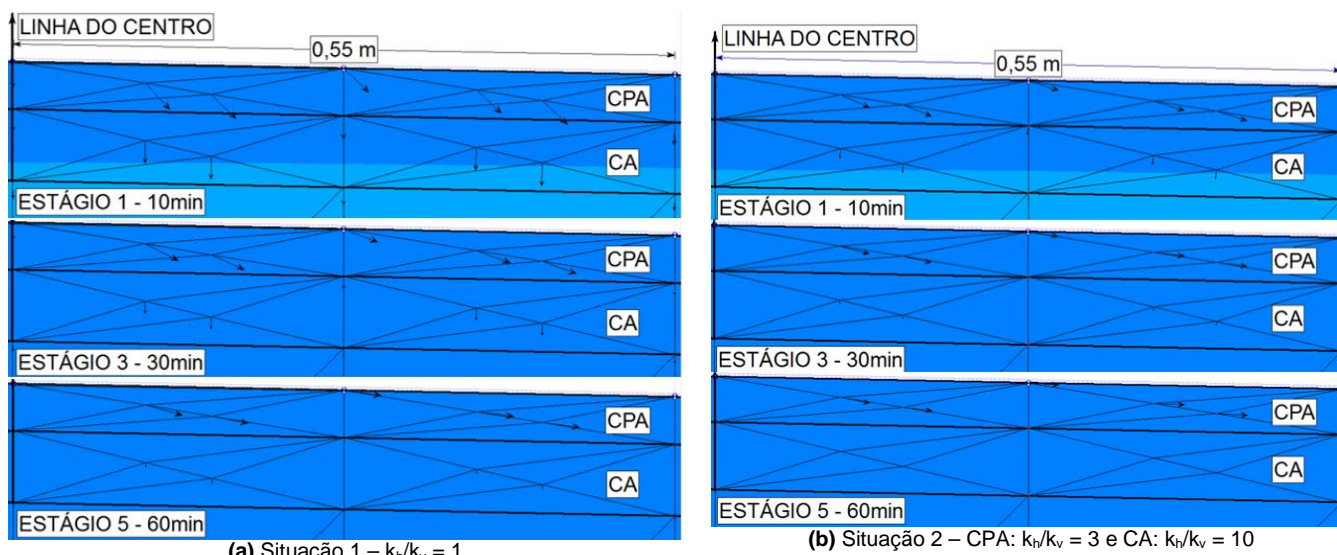 LINHA DO CENTRO
0,55 m
CPA
CA
ESTÁGIO 1 - 10min
CPA
CA
ESTÁGIO 3 - 30min
CPA
CA
ESTÁGIO 5 - 60min
(a) Situação 1 – kₕ/kᵥ = 1
LINHA DO CENTRO
0,55 m
CPA
CA
ESTÁGIO 1 - 10min
CPA
CA
ESTÁGIO 3 - 30min
CPA
CA
ESTÁGIO 5 - 60min
(b) Situação 2 – CPA: kₕ/kᵥ = 3 e CA: kₕ/kᵥ = 10